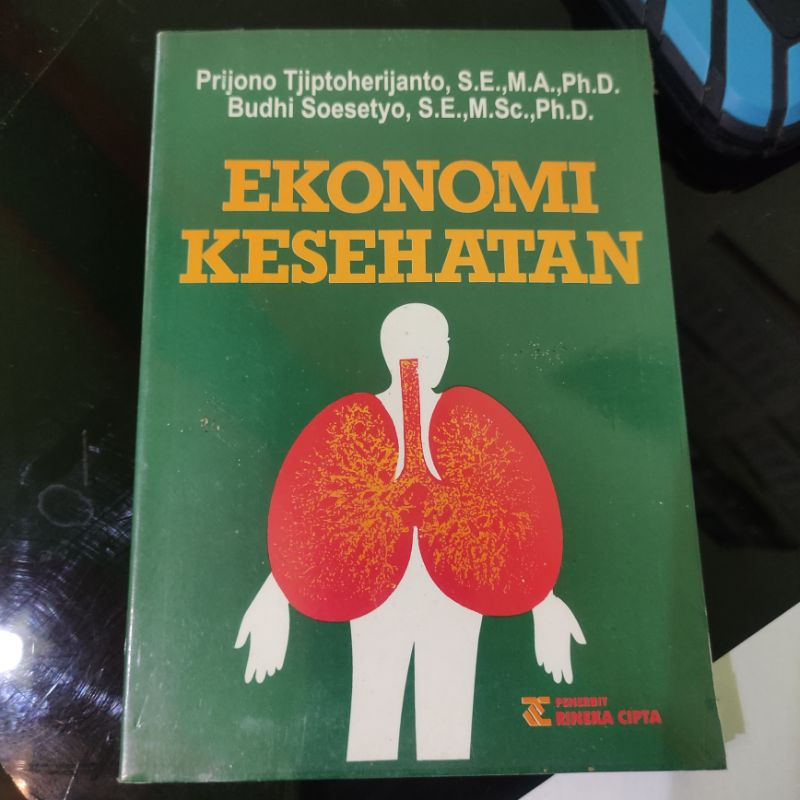 Prijono Tjiptoherijanto, S.E.,M.A.,Ph.D.
Budhi Soesetyo, S.E.,M.Sc.,Ph.D.
EKONOMI
KESEHATAN
PENERBIT
RINEKA CIPTA